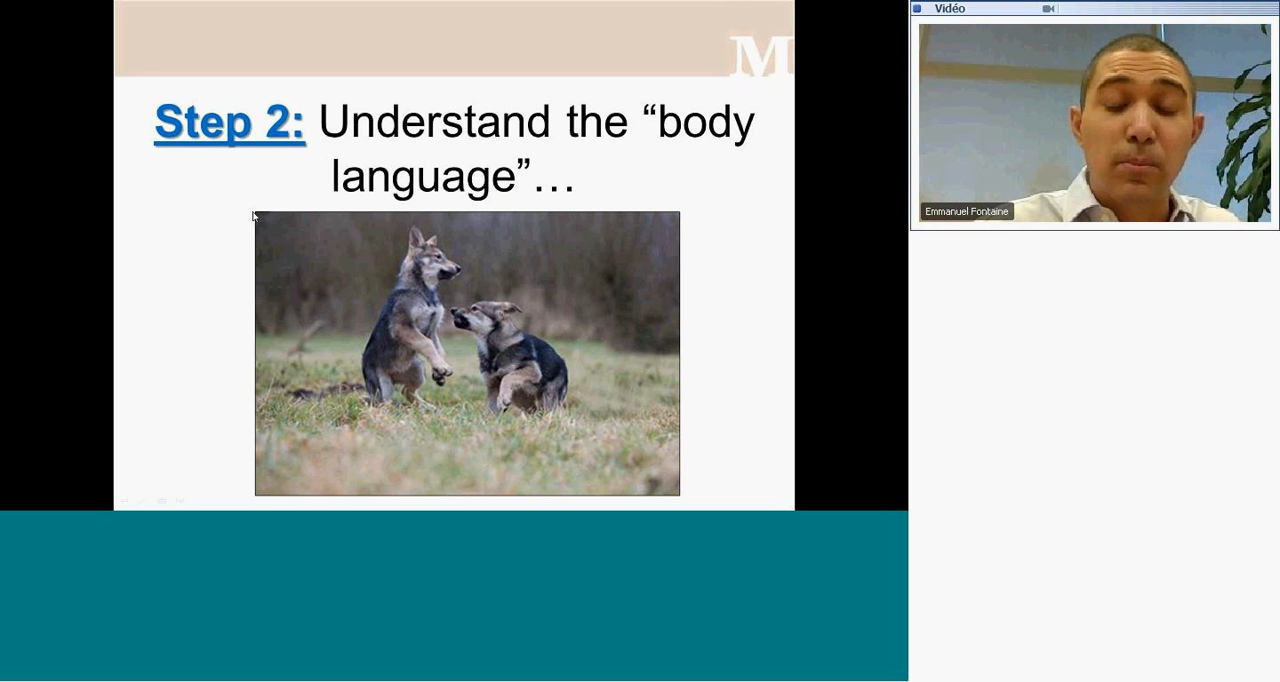 M
Step 2: Understand the “body
language”…
Vidéo
Emmanuel Fontaine